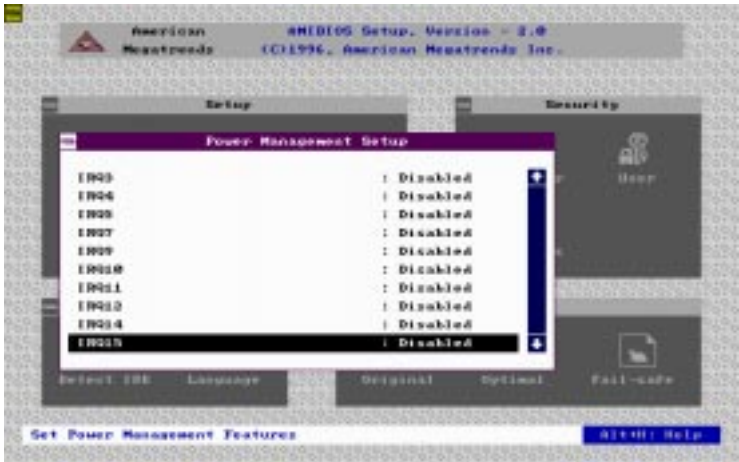 American AMIBIOS Setup, Version - 2.0
Megatrends (C)1996, American Megatrends Inc.
Setup
Security
Power Management Setup
IRQ3 : Disabled
IRQ4 : Disabled
IRQ5 : Disabled
IRQ7 : Disabled
IRQ9 : Disabled
IRQ10 : Disabled
IRQ11 : Disabled
IRQ12 : Disabled
IRQ14 : Disabled
IRQ15 : Disabled
User
Detect IDE Language Original Optimal Fail-safe
Set Power Management Features Alt+H: Help